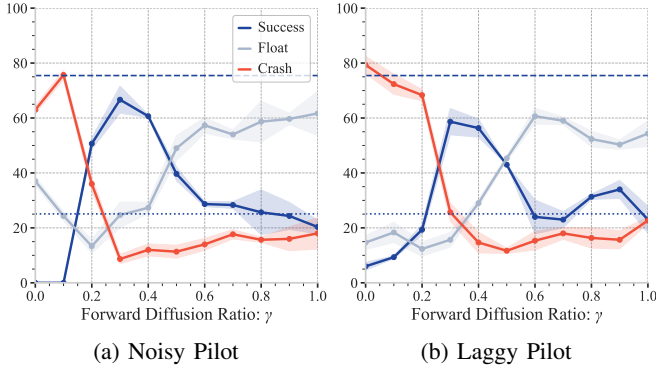 100
80
60
40
20
0
Success
Float
Crash
0.0 0.2 0.4 0.6 0.8 1.0
Forward Diffusion Ratio: γ
(a) Noisy Pilot
100
80
60
40
20
0
0.0 0.2 0.4 0.6 0.8 1.0
Forward Diffusion Ratio: γ
(b) Laggy Pilot